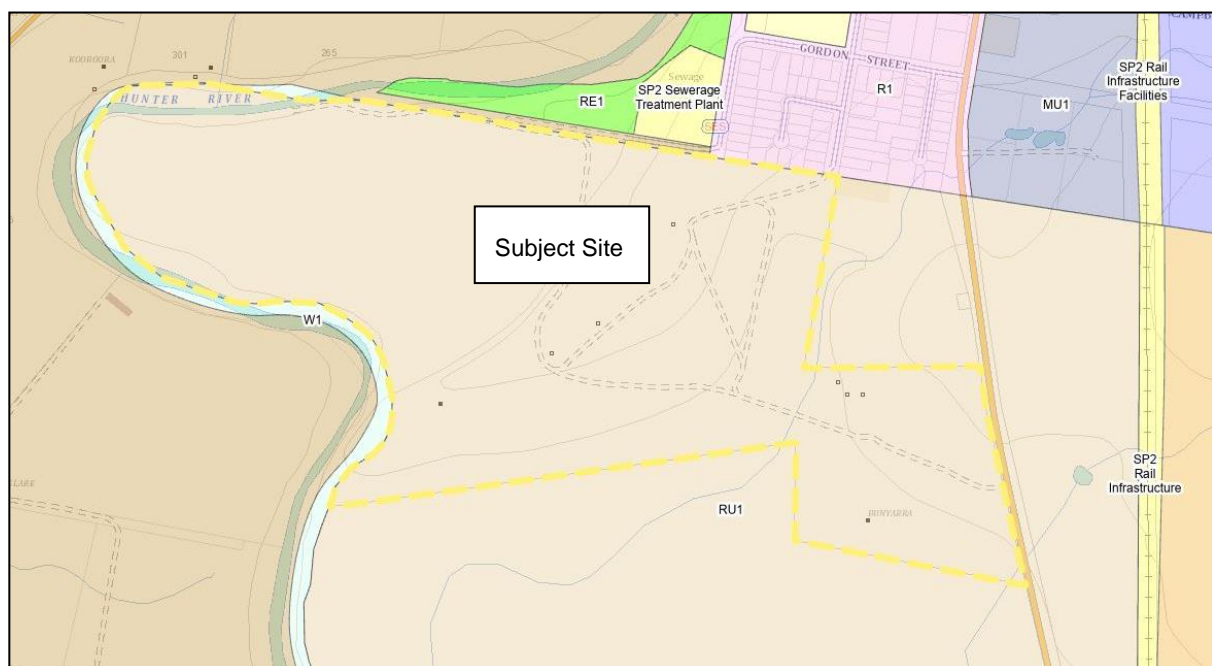 KOOROORA
301
265
HUNTER RIVER
RE1
Sewage
SP2 Sewerage
Treatment Plant
SES
GORDON STREET
R1
MU1
SP2 Rail
Infrastructure
Facilities
Subject Site
W1
RU1
BUNYARRA
SP2
Rail
Infrastructure